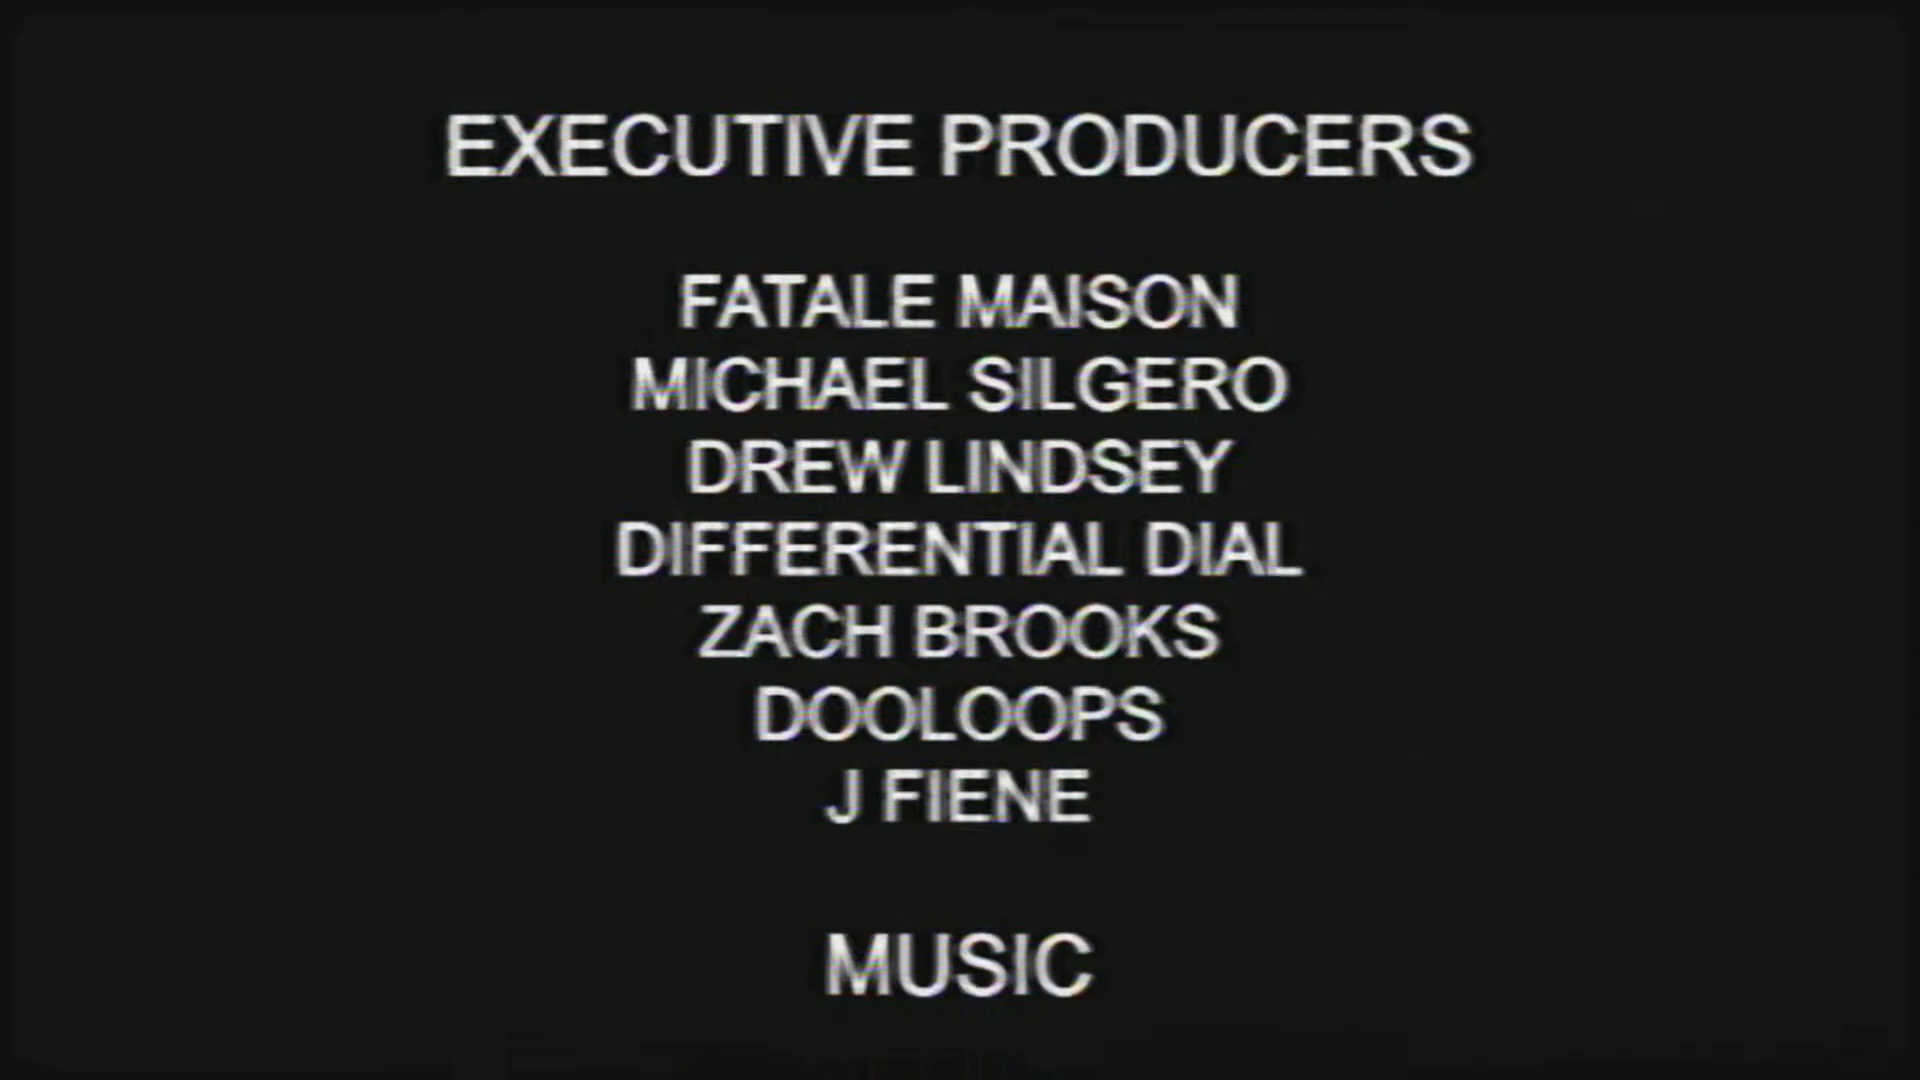 EXECUTIVE PRODUCERS
FATALE MAISON
MICHAEL SILGERO
DREW LINDSEY
DIFFERENTIAL DIAL
ZACH BROOKS
DOOLOOPS
J FIENE
MUSIC